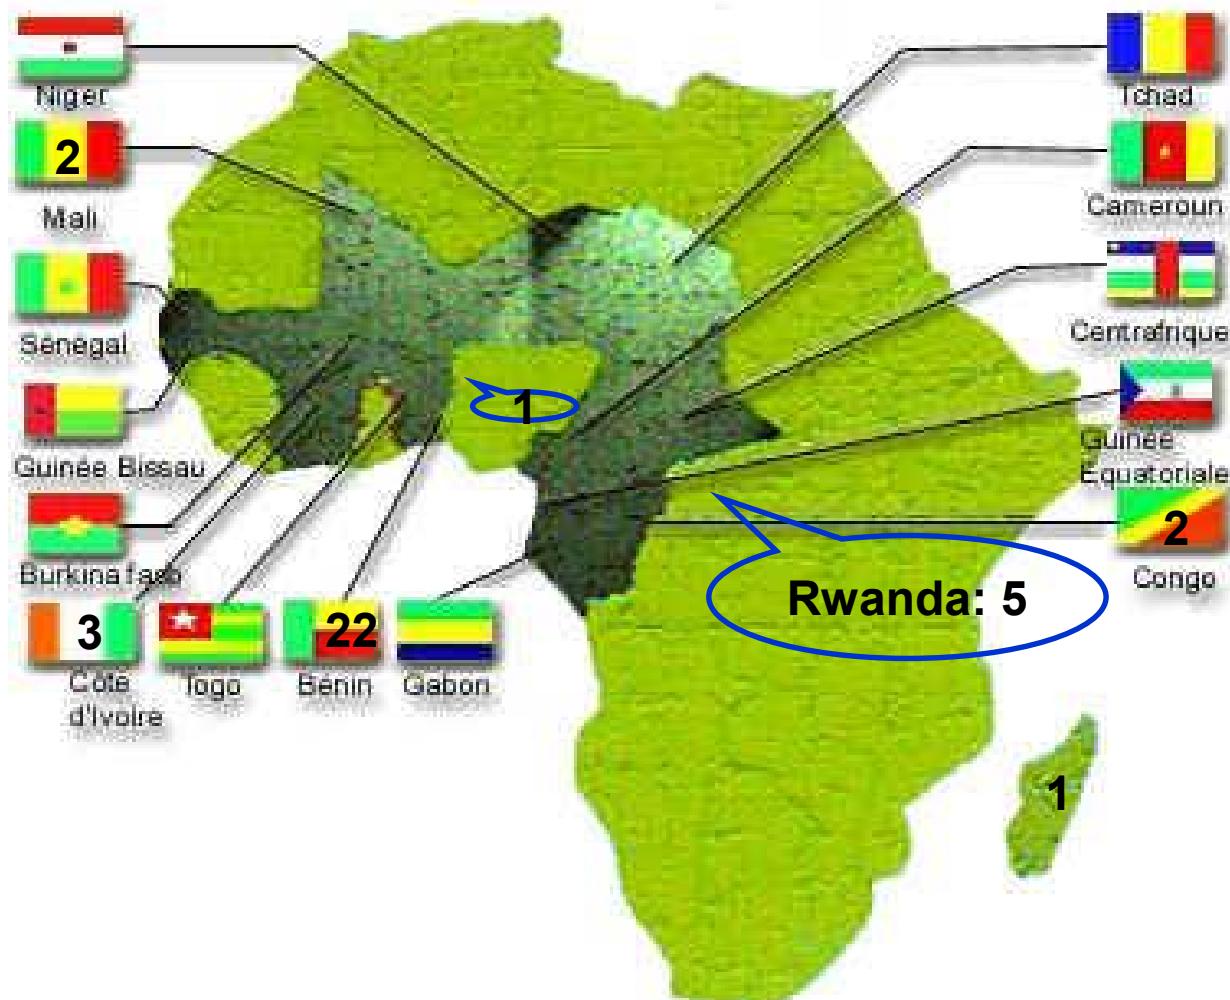 Niger
2
Mali
Sénégal
Guinée Bissau
Burkina faso
3
Côte
d'Ivoire
Togo
22
Bénin
Gabon
Tchad
Cameroun
Centrafrique
Guinée
Equatoriale
2
Congo
1
Rwanda: 5
1